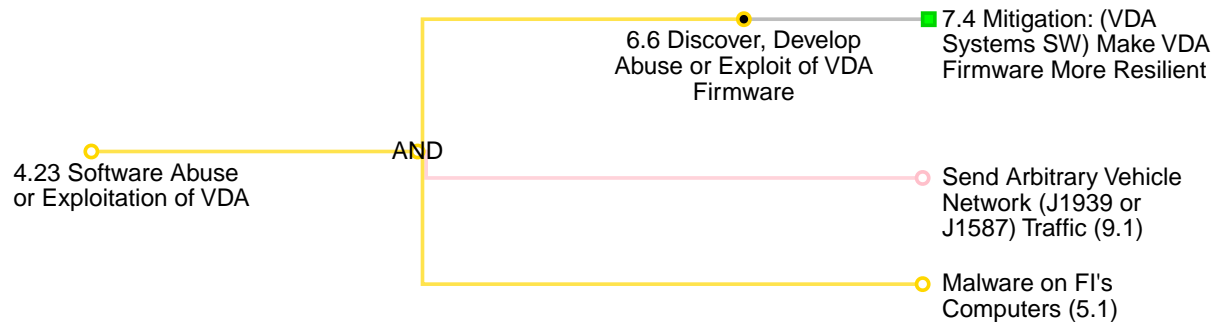 7.4 Mitigation: (VDA
Systems SW) Make VDA
Firmware More Resilient
6.6 Discover, Develop
Abuse or Exploit of VDA
Firmware
AND
4.23 Software Abuse
or Exploitation of VDA
Send Arbitrary Vehicle
Network (J1939 or
J1587) Traffic (9.1)
Malware on FI's
Computers (5.1)